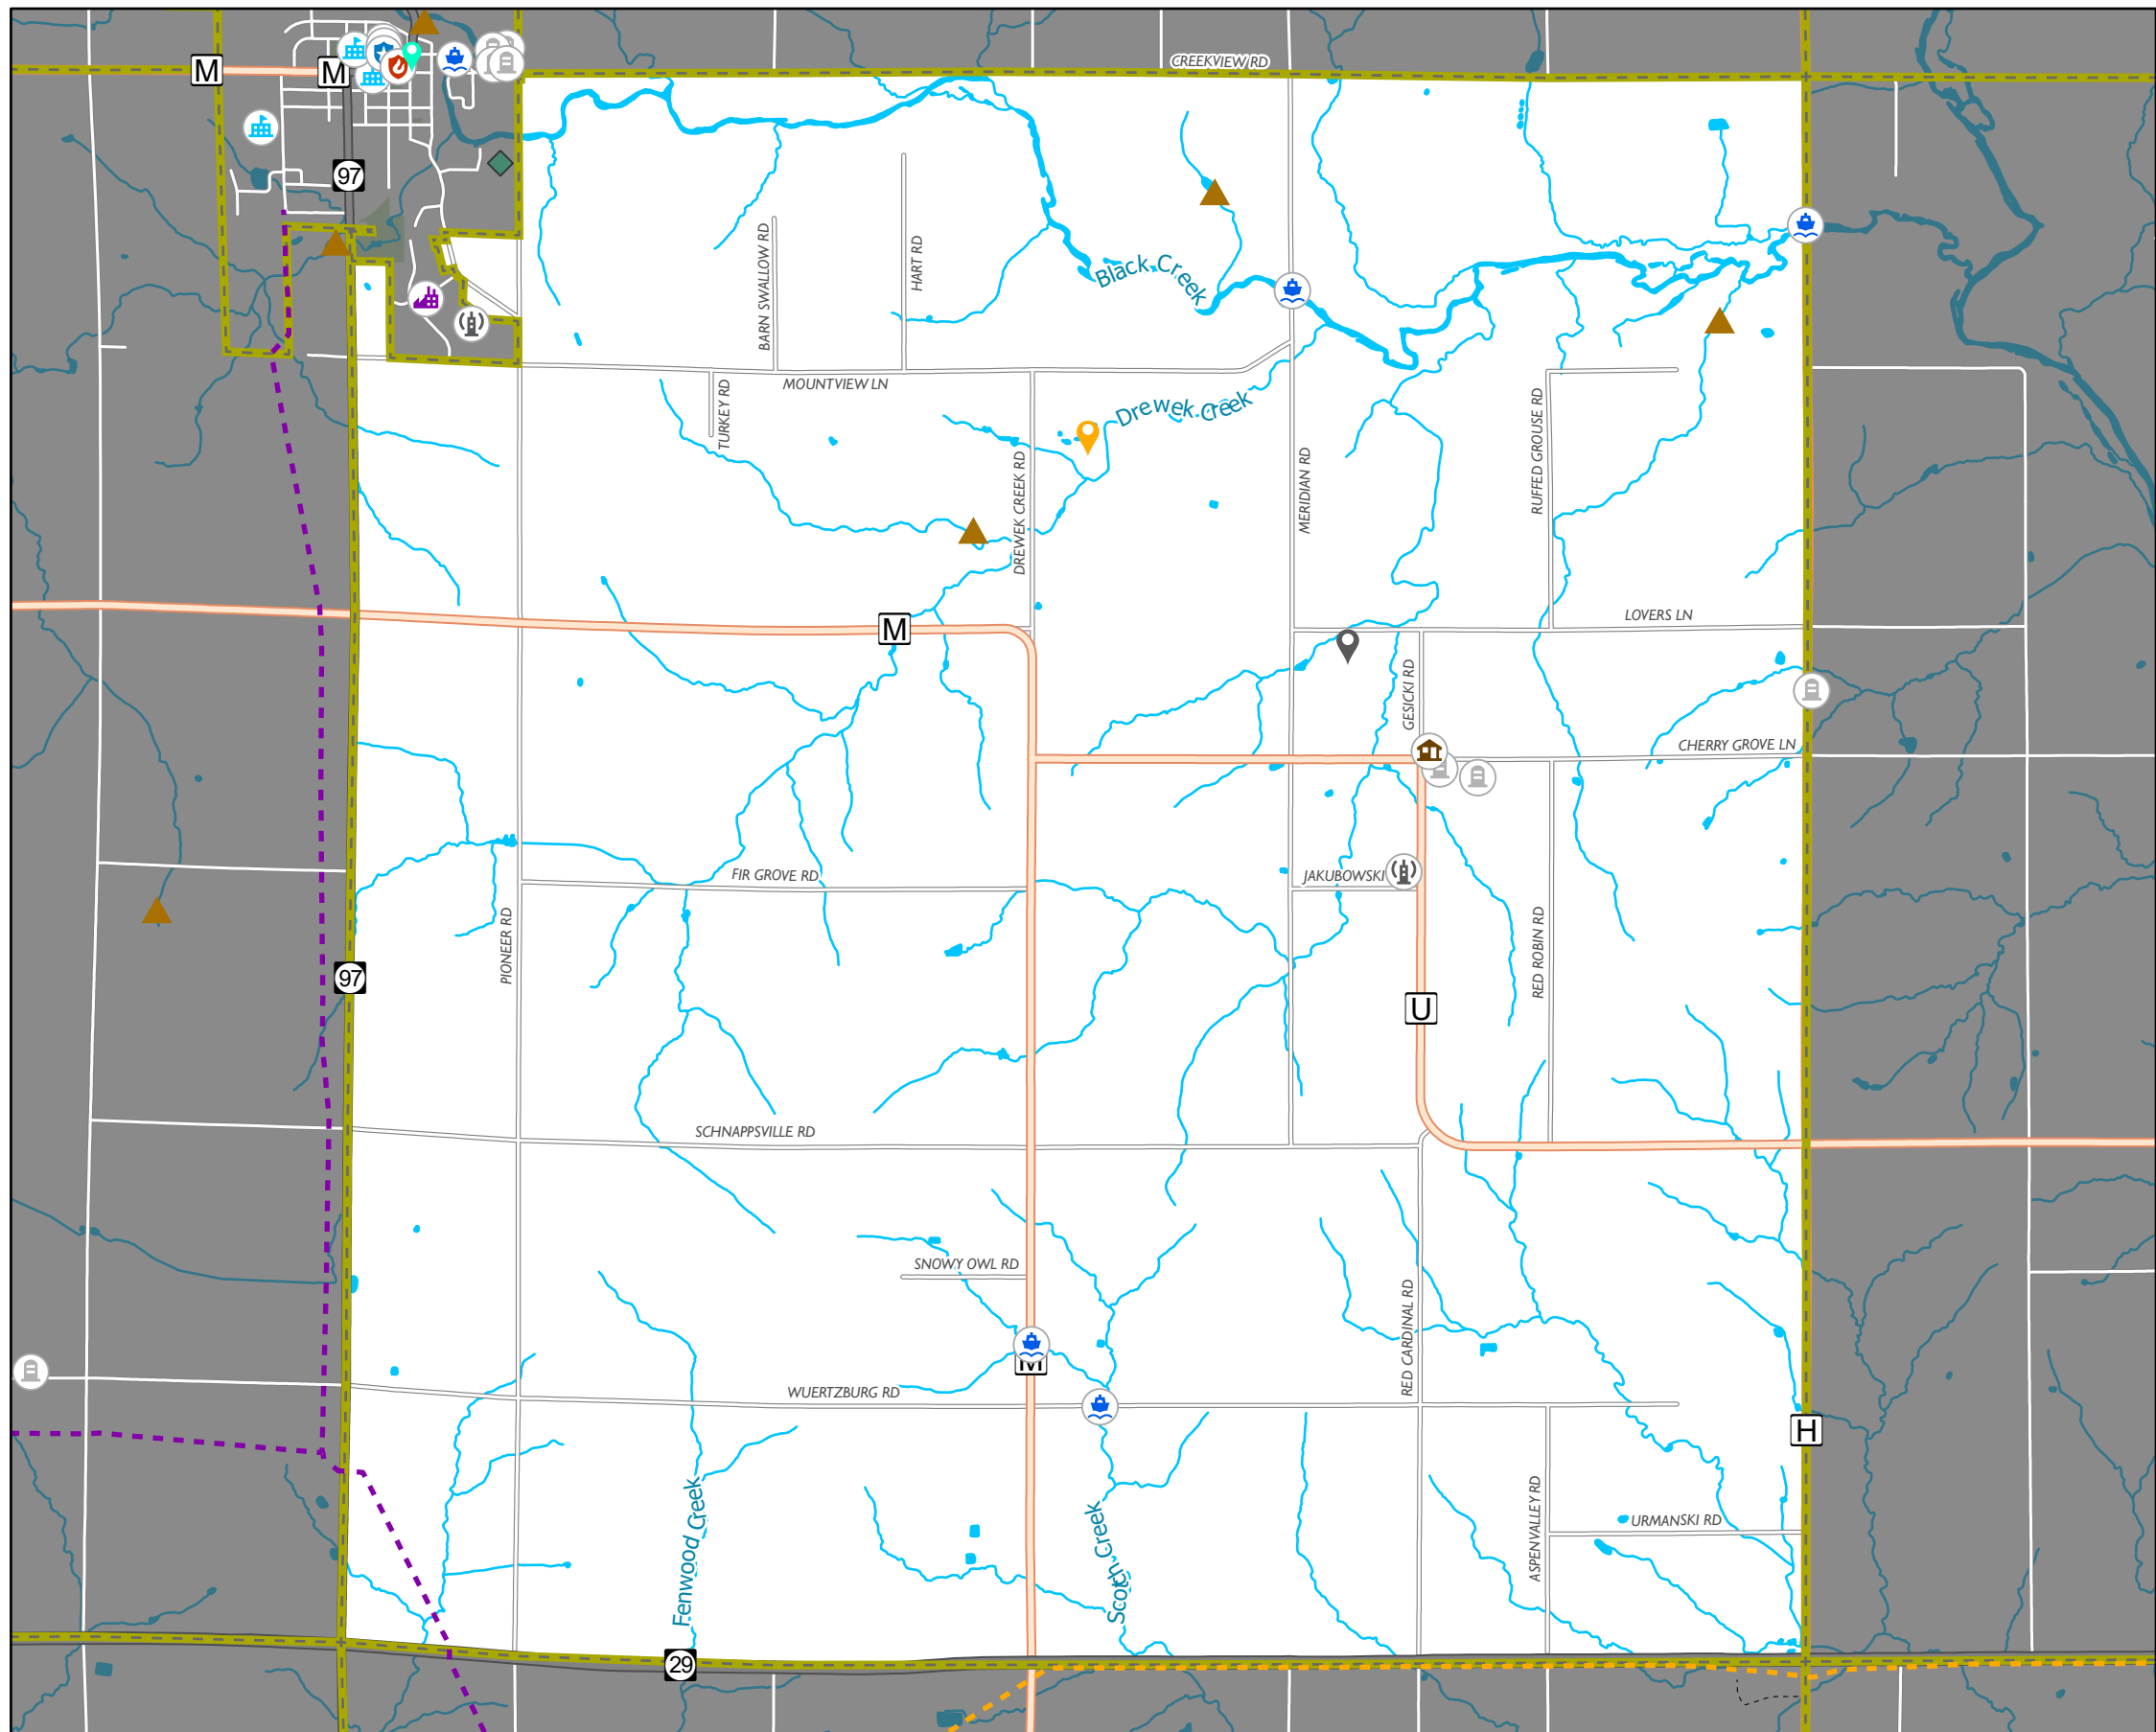 CREEKVIEW RD
M
M
97
BARN SWALLOW RD
HART RD
Black Creek
MOUNTVIEW LN
TURKEY RD
Drewek Creek
DREWEK CREEK RD
MERIDIAN RD
RUFFED GROUSE RD
M
LOVERS LN
GESICKI RD
CHERRY GROVE LN
FIR GROVE RD
JAKUBOWSKI
PIONEER RD
RED ROBIN RD
97
U
SCHNAPPSVILLE RD
SNOWY OWL RD
RED CARDINAL RD
M
WUERTZBURG RD
H
Fenwood Creek
Scotch Creek
ASPENVALLEY RD
URMANSKI RD
29